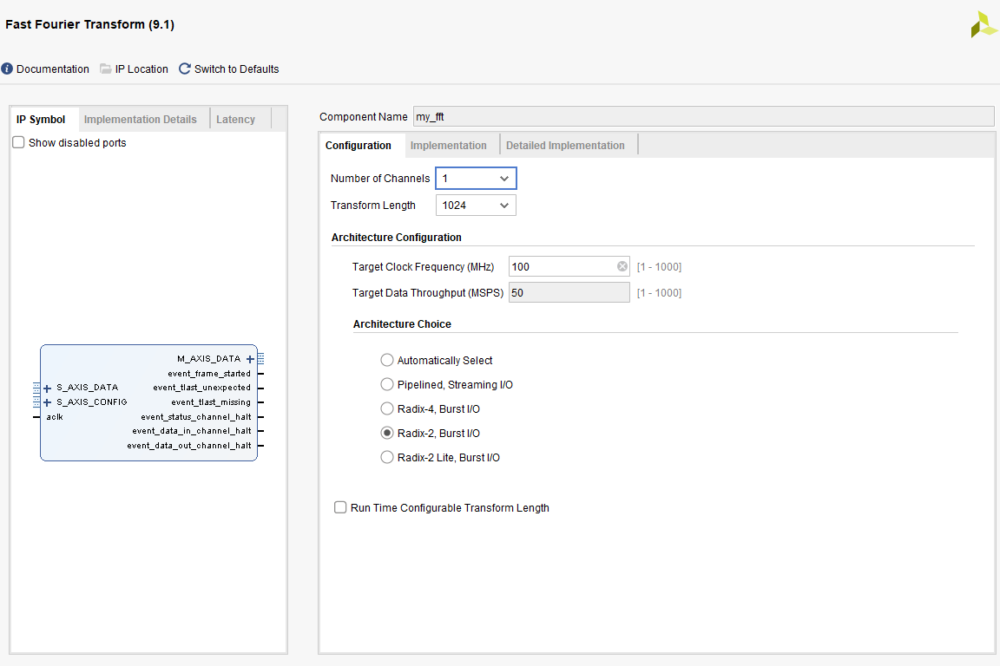 Fast Fourier Transform (9.1)
Documentation IP Location Switch to Defaults
IP Symbol Implementation Details Latency
Show disabled ports
M_AXIS_DATA
event_frame_started
S_AXIS_DATA event_tlast_unexpected
S_AXIS_CONFIG event_tlast_missing
aclk event_status_channel_halt
event_data_in_channel_halt
event_data_out_channel_halt
Component Name my_fft
Configuration Implementation Detailed Implementation
Number of Channels 1
Transform Length 1024
Architecture Configuration
Target Clock Frequency (MHz) 100 [1 - 1000]
Target Data Throughput (MSPS) 50 [1 - 1000]
Architecture Choice
Automatically Select
Pipelined, Streaming I/O
Radix-4, Burst I/O
Radix-2, Burst I/O
Radix-2 Lite, Burst I/O
Run Time Configurable Transform Length